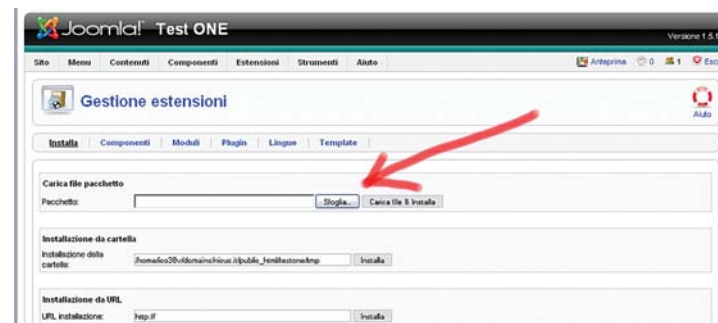 Joomla! Test ONE
Versione 1.5.1
Sito Menu Contenuti Componenti Estensioni Strumenti Aiuto Anteprima 0 1 Esci
Gestione estensioni
Aiuto
Installa Componenti Moduli Plugin Lingue Template
Carica file pacchetto
Pacchetto: Sfoglia... Carica file & Installa
Installazione da cartella
Installazione dalla
cartella: Installa
Installazione da URL
URL installazione: http:// Installa